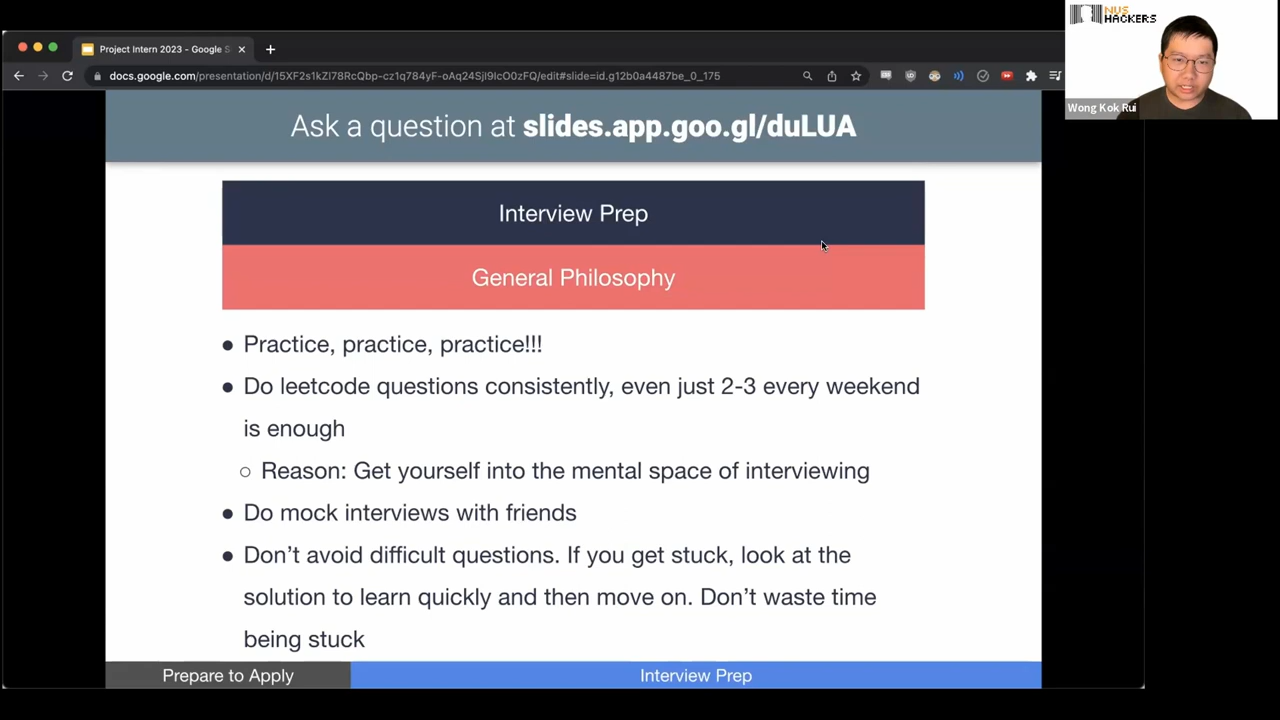 NUS
HACKERS
Wong Kok Rui
Project Intern 2023 - Google S
docs.google.com/presentation/d/15XF2s1kZl78RcQbp-cz1q784yF-oAq24Sjl9lcO0zFQ/edit#slide=id.g12b0a4487be_0_175
Ask a question at slides.app.goo.gl/duLUA
Interview Prep
General Philosophy
● Practice, practice, practice!!!
● Do leetcode questions consistently, even just 2-3 every weekend
is enough
○ Reason: Get yourself into the mental space of interviewing
● Do mock interviews with friends
● Don’t avoid difficult questions. If you get stuck, look at the
solution to learn quickly and then move on. Don’t waste time
being stuck
Prepare to Apply
Interview Prep